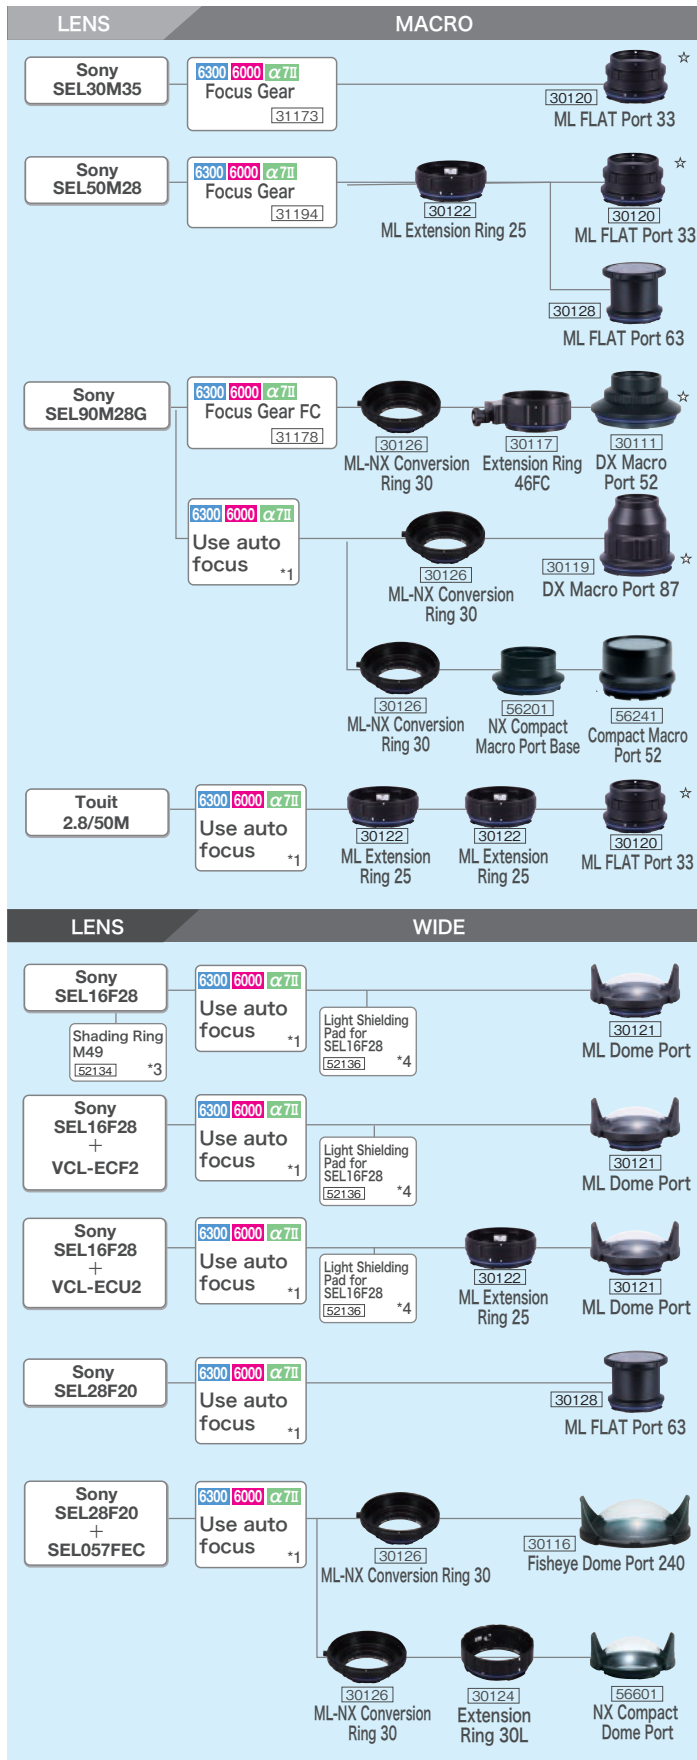 LENS MACRO
Sony
SEL30M35
6300 6000 α7II
Focus Gear
31173
☆
30120
ML FLAT Port 33
Sony
SEL50M28
6300 6000 α7II
Focus Gear
31194
30122
ML Extension Ring 25
☆
30120
ML FLAT Port 33
30128
ML FLAT Port 63
Sony
SEL90M28G
6300 6000 α7II
Focus Gear FC
31178
30126
ML-NX Conversion
Ring 30
30117
Extension Ring
46FC
☆
30111
DX Macro
Port 52
6300 6000 α7II
Use auto
focus *1
30126
ML-NX Conversion
Ring 30
30119
☆
DX Macro Port 87
30126
ML-NX Conversion
Ring 30
56201
NX Compact
Macro Port Base
56241
Compact Macro
Port 52
Touit
2.8/50M
6300 6000 α7II
Use auto
focus *1
30122
ML Extension
Ring 25
30122
ML Extension
Ring 25
☆
30120
ML FLAT Port 33
LENS WIDE
Sony
SEL16F28
Shading Ring
M49
52134 *3
6300 6000 α7II
Use auto
focus *1
Light Shielding
Pad for
SEL16F28
52136 *4
30121
ML Dome Port
Sony
SEL16F28
+
VCL-ECF2
6300 6000 α7II
Use auto
focus *1
Light Shielding
Pad for
SEL16F28
52136 *4
30121
ML Dome Port
Sony
SEL16F28
+
VCL-ECU2
6300 6000 α7II
Use auto
focus *1
Light Shielding
Pad for
SEL16F28
52136 *4
30122
ML Extension
Ring 25
30121
ML Dome Port
Sony
SEL28F20
6300 6000 α7II
Use auto
focus *1
30128
ML FLAT Port 63
Sony
SEL28F20
+
SEL057FEC
6300 6000 α7II
Use auto
focus *1
30126
ML-NX Conversion Ring 30
30116
Fisheye Dome Port 240
30126
ML-NX Conversion
Ring 30
30124
Extension
Ring 30L
56601
NX Compact
Dome Port